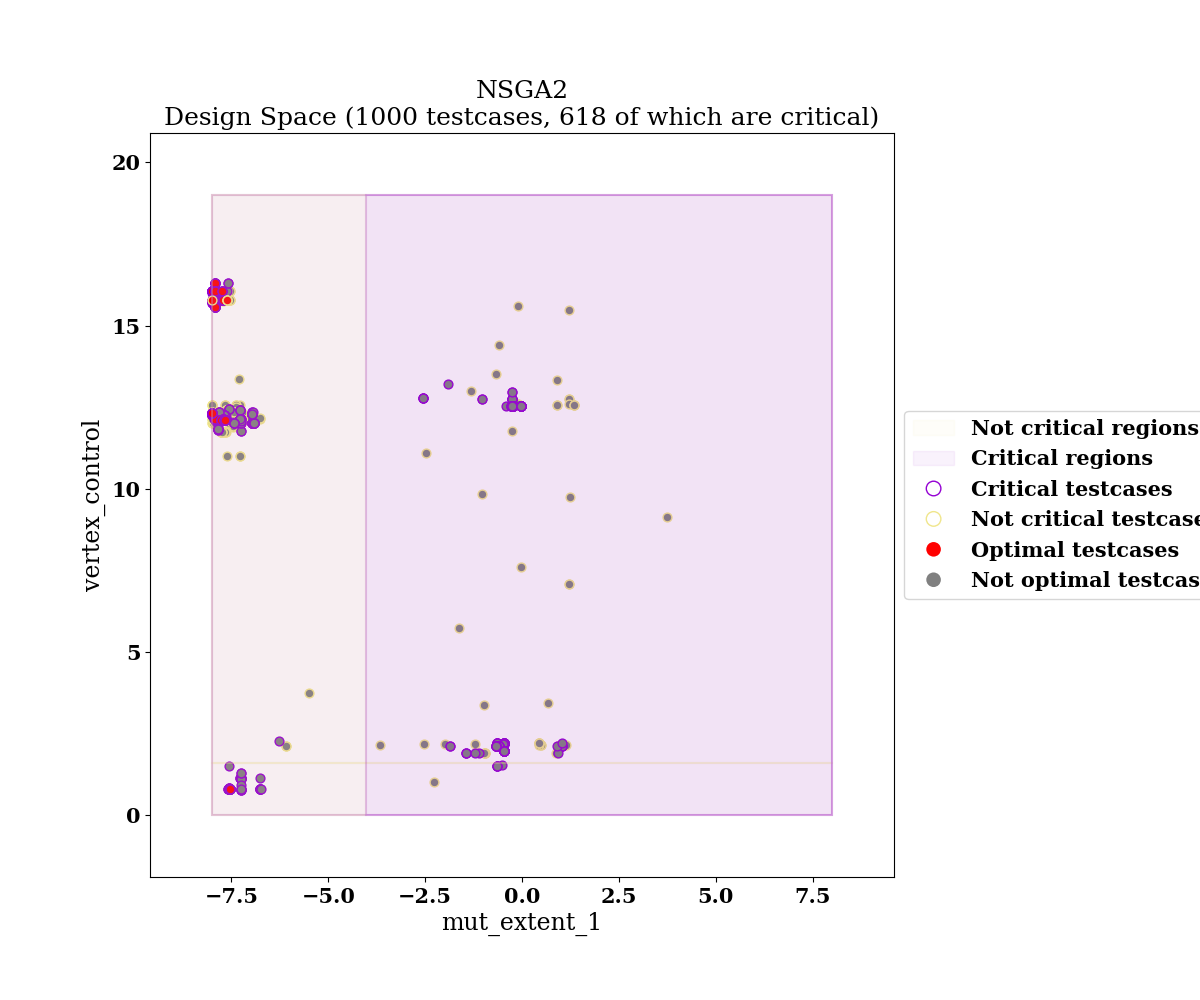 NSGA2
Design Space (1000 testcases, 618 of which are critical)
20
15
10
5
0
vertex_control
−7.5
−5.0
−2.5
0.0
2.5
5.0
7.5
mut_extent_1
Not critical regions
Critical regions
Critical testcases
Not critical testcase
Optimal testcases
Not optimal testcas